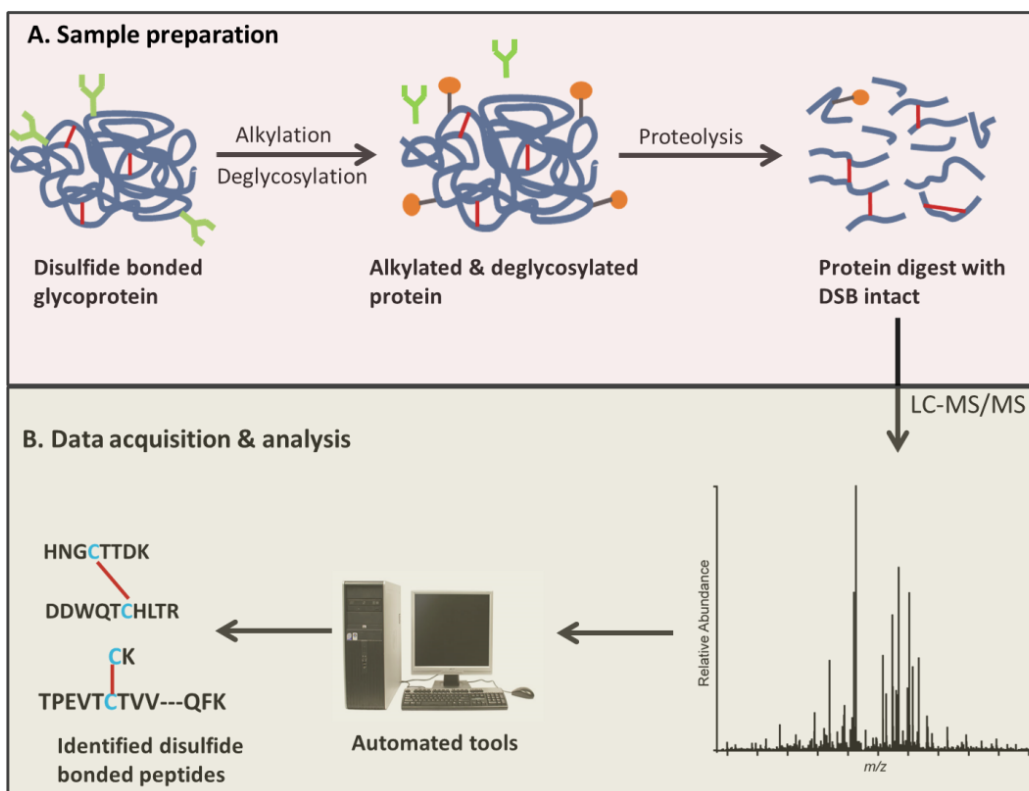 A. Sample preparation
Alkylation
Deglycosylation
Proteolysis
Disulfide bonded
glycoprotein
Alkylated & deglycosylated
protein
Protein digest with
DSB intact
LC-MS/MS
B. Data acquisition & analysis
HNGCTTDK
DDWQTCHLTR
CK
TPEVTCTVV---QFK
Identified disulfide
bonded peptides
Automated tools
Relative Abundance
m/z